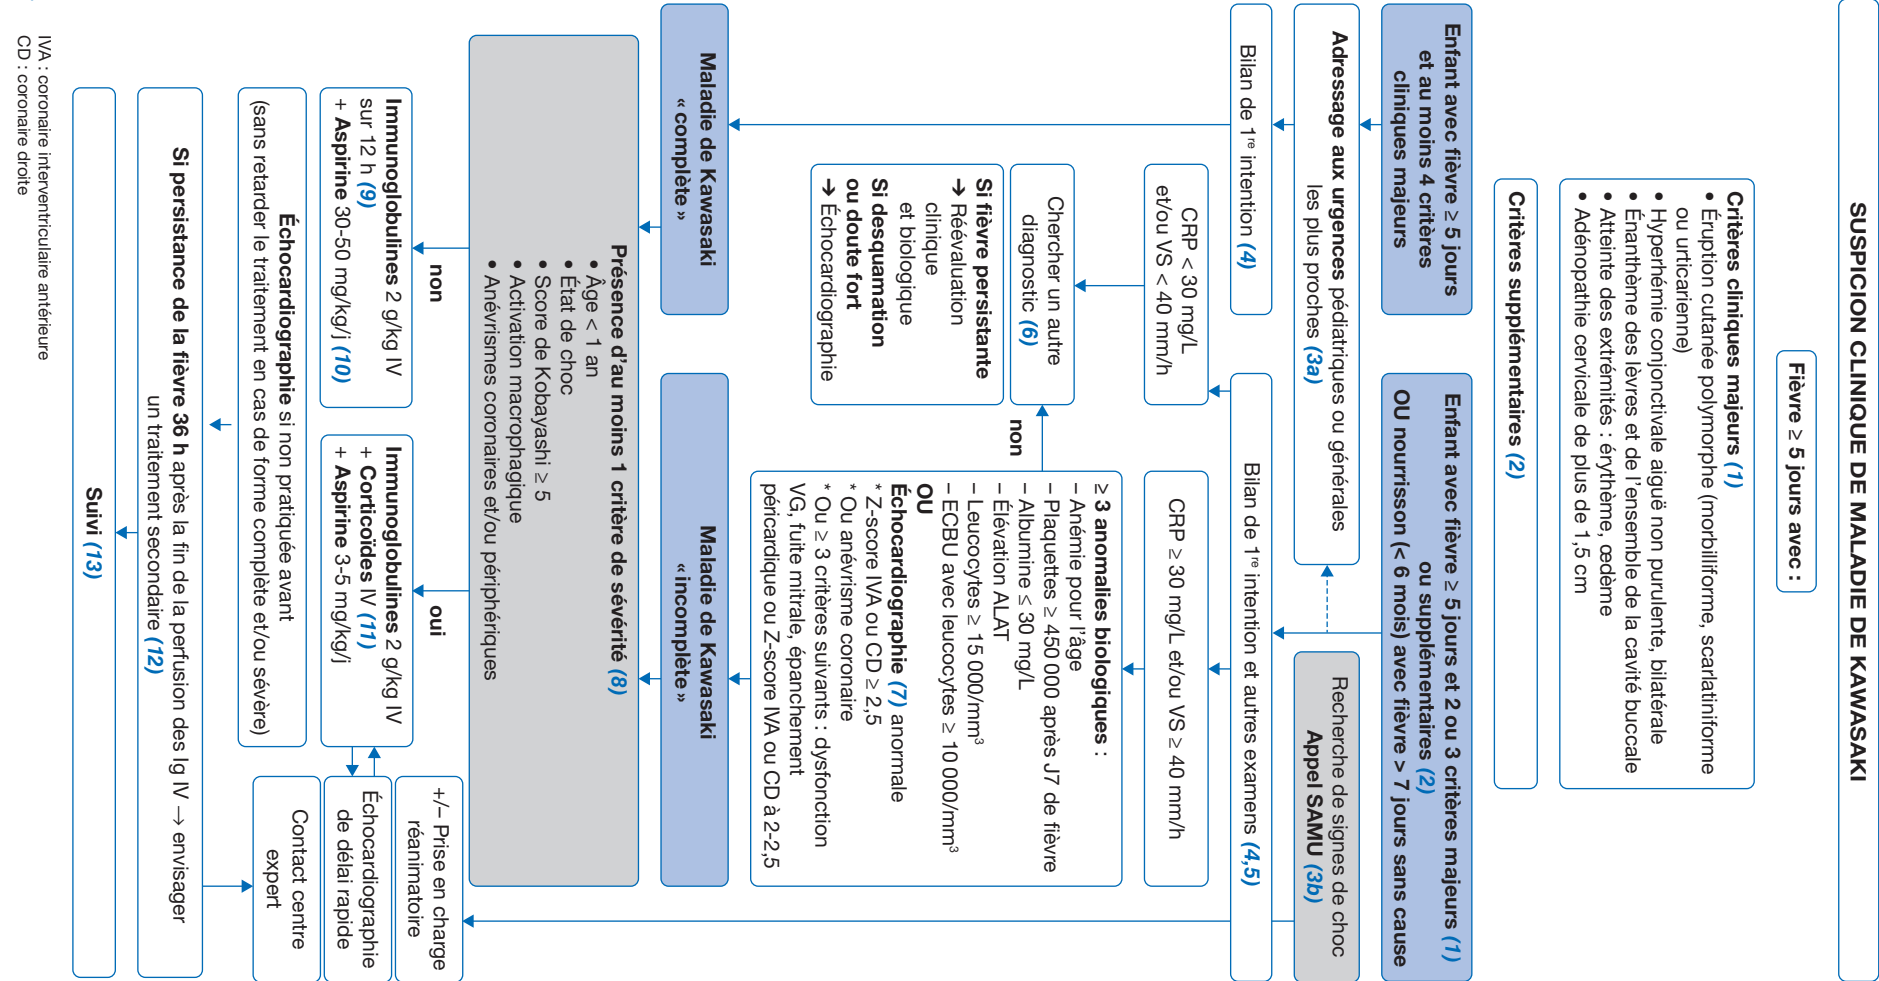 SUSPICION CLINIQUE DE MALADIE DE KAWASAKI
Fièvre ≥ 5 jours avec :
Critères cliniques majeurs (1)
• Éruption cutanée polymorphe (morbilliforme, scarlatiniforme
ou urticarienne)
• Hyperhémie conjonctivale aiguë non purulente, bilatérale
• Énanthème des lèvres et de l'ensemble de la cavité buccale
• Atteinte des extrémités : érythème, œdème
• Adénopathie cervicale de plus de 1,5 cm
Critères supplémentaires (2)
Enfant avec fièvre ≥ 5 jours
et au moins 4 critères
cliniques majeurs
Enfant avec fièvre ≥ 5 jours et 2 ou 3 critères majeurs (1)
ou supplémentaires (2)
OU nourrisson (< 6 mois) avec fièvre > 7 jours sans cause
Adressage aux urgences pédiatriques ou générales
les plus proches (3a)
Recherche de signes de choc
Appel SAMU (3b)
Bilan de 1re intention (4)
Bilan de 1re intention et autres examens (4,5)
CRP < 30 mg/L
et/ou VS < 40 mm/h
CRP ≥ 30 mg/L et/ou VS ≥ 40 mm/h
Chercher un autre
diagnostic (6)
non
≥ 3 anomalies biologiques :
– Anémie pour l'âge
– Plaquettes ≥ 450 000 après J7 de fièvre
– Albumine ≤ 30 mg/L
– Élévation ALAT
– Leucocytes ≥ 15 000/mm3
– ECBU avec leucocytes ≥ 10 000/mm3
OU
Échocardiographie (7) anormale
* Z-score IVA ou CD ≥ 2,5
* Ou anévrisme coronaire
* Ou ≥ 3 critères suivants : dysfonction
VG, fuite mitrale, épanchement
péricardique ou Z-score IVA ou CD à 2-2,5
Si fièvre persistante
→ Réévaluation
clinique
et biologique
Si desquamation
ou doute fort
→ Échocardiographie
Maladie de Kawasaki
« complète »
Maladie de Kawasaki
« incomplète »
Présence d'au moins 1 critère de sévérité (8)
• Âge < 1 an
• État de choc
• Score de Kobayashi ≥ 5
• Activation macrophagique
• Anévrismes coronaires et/ou périphériques
non
oui
+/– Prise en charge
réanimatoire
Immunoglobulines 2 g/kg IV
sur 12 h (9)
+ Aspirine 30-50 mg/kg/j (10)
Immunoglobulines 2 g/kg IV
+ Corticoïdes IV (11)
+ Aspirine 3-5 mg/kg/j
Échocardiographie
de délai rapide
Échocardiographie si non pratiquée avant
(sans retarder le traitement en cas de forme complète et/ou sévère)
Contact centre
expert
Si persistance de la fièvre 36 h après la fin de la perfusion des Ig IV → envisager
un traitement secondaire (12)
Suivi (13)
IVA : coronaire interventriculaire antérieure
CD : coronaire droite